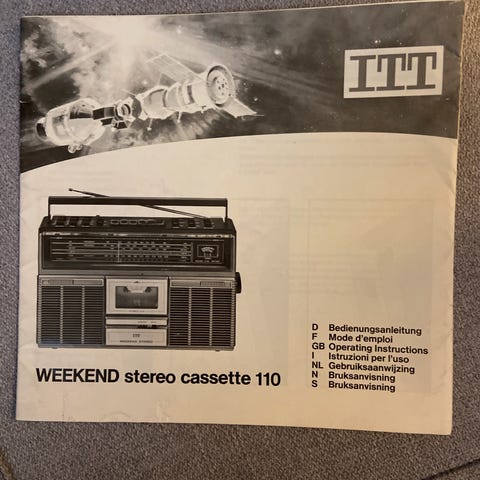 ITT
D Bedienungsanleitung
F Mode d'emploi
GB Operating Instructions
I Istruzioni per l'uso
NL Gebruiksaanwijzing
N Bruksanvisning
S Bruksanvisning
WEEKEND stereo cassette 110